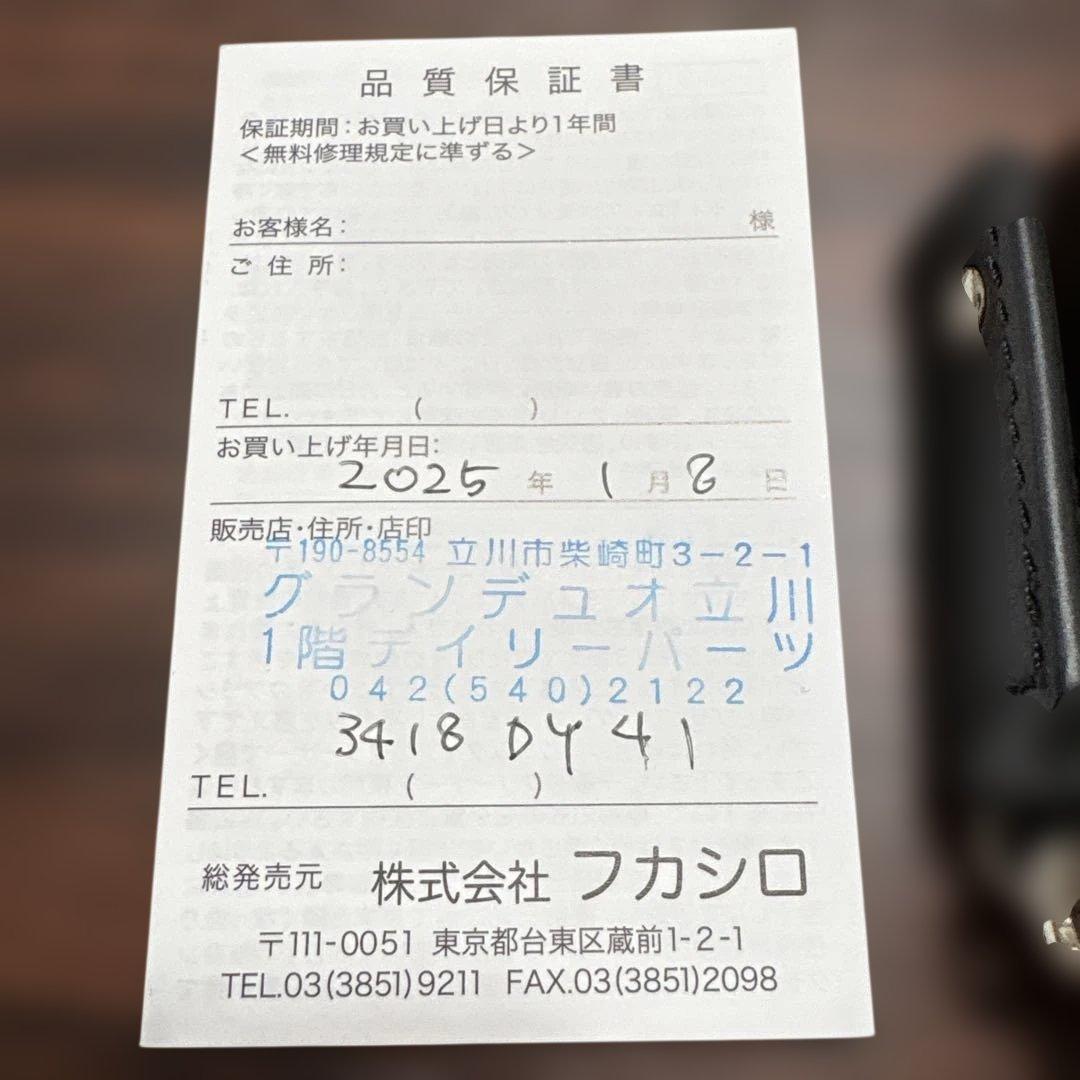 品質保証書
保証期間：お買い上げ日より1年間
＜無料修理規定に準ずる＞
お客様名： 様
ご住所：
TEL. ( )
お買い上げ年月日：
2025 年 1 月 8 日
販売店・住所・店印
〒190-8554 立川市柴崎町3-2-1
グランデュオ立川
1階デイリーパーツ
042(540)2122
3418 DY 41
TEL. ( )
総発売元 株式会社 フカシロ
〒111-0051 東京都台東区蔵前1-2-1
TEL.03(3851)9211 FAX.03(3851)2098